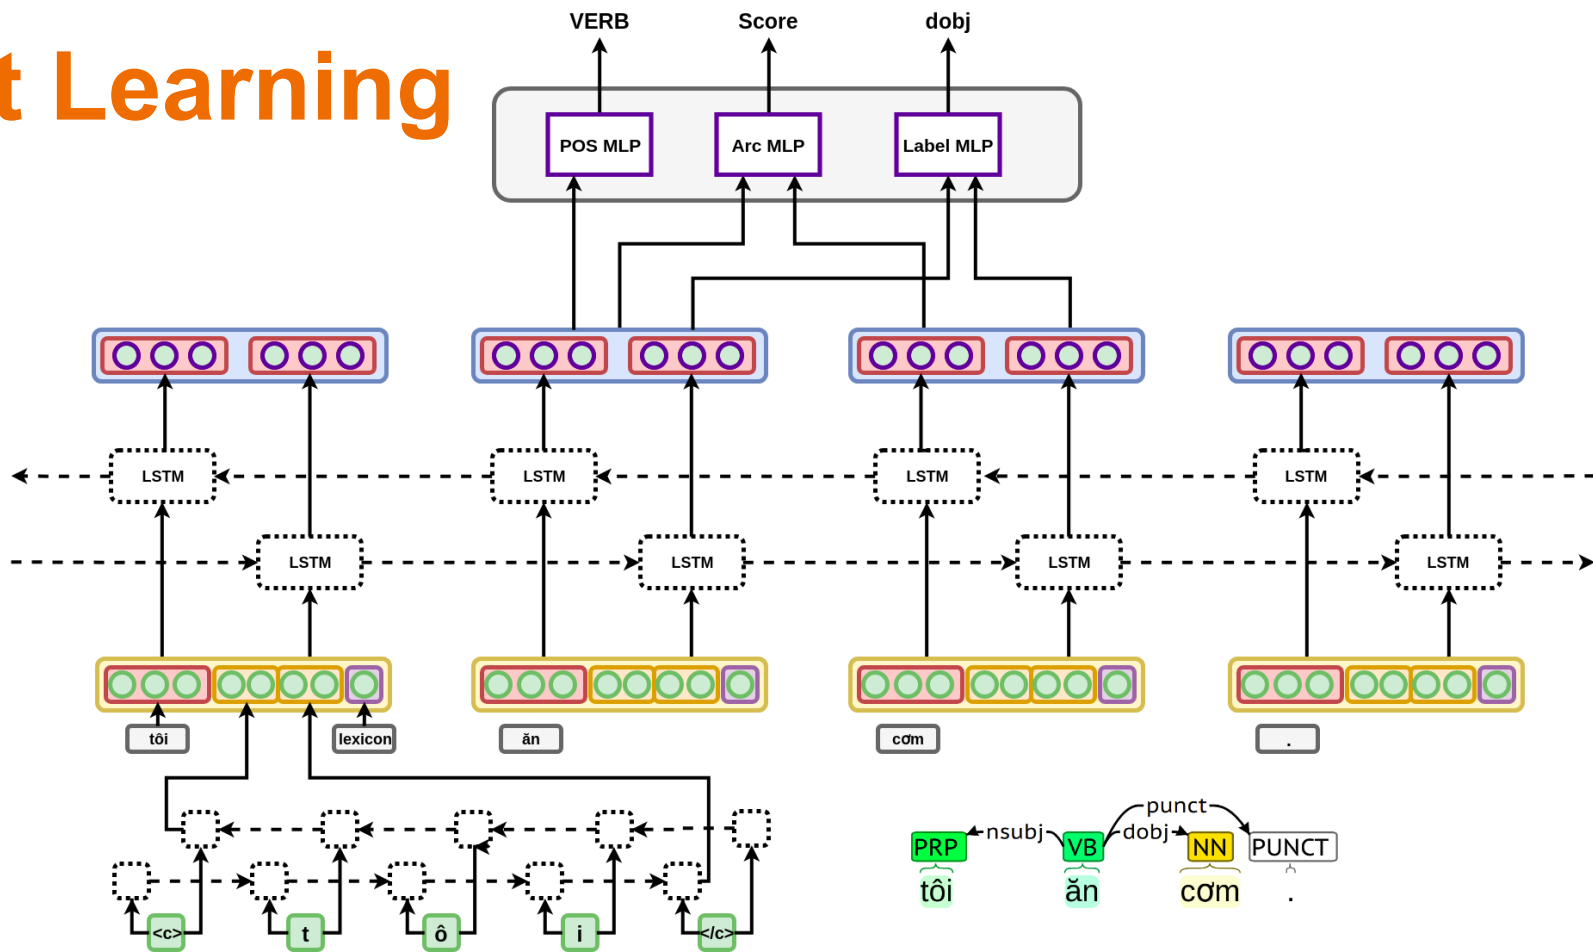 t Learning
VERB Score dobj
POS MLP Arc MLP Label MLP
LSTM LSTM LSTM LSTM
LSTM LSTM LSTM LSTM
tôi lexicon ăn cơm .
punct
nsubj dobj
PRP VB NN PUNCT
tôi ăn cơm .
<c> t ô i </c>